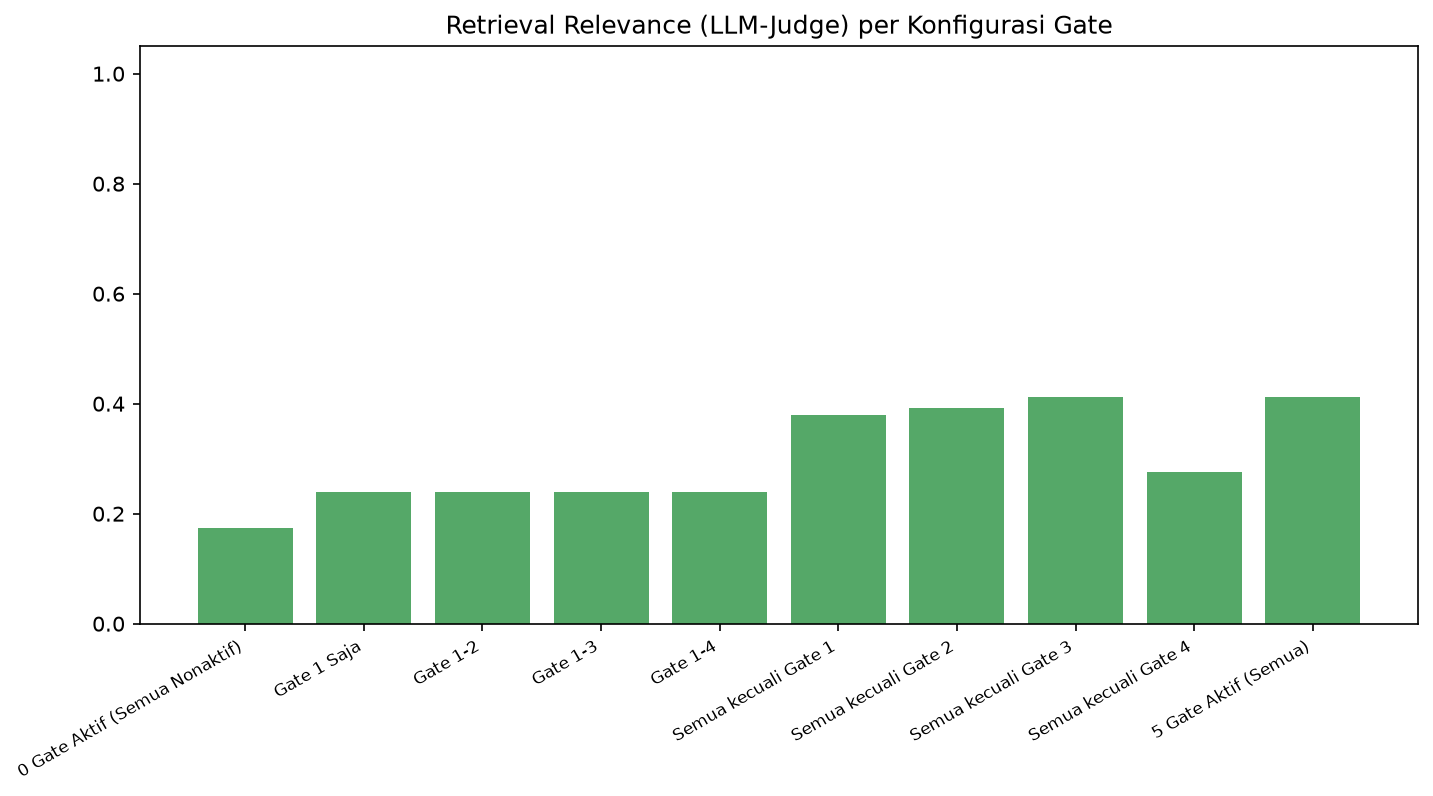 Retrieval Relevance (LLM-Judge) per Konfigurasi Gate
1.0
0.8
0.6
0.4
0.2
0.0
0 Gate Aktif (Semua Nonaktif)
Gate 1 Saja
Gate 1-2
Gate 1-3
Gate 1-4
Semua kecuali Gate 1
Semua kecuali Gate 2
Semua kecuali Gate 3
Semua kecuali Gate 4
5 Gate Aktif (Semua)